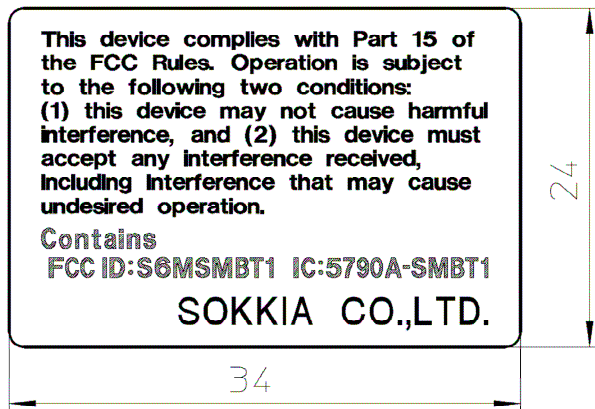 This device complies with Part 15 of
the FCC Rules. Operation is subject
to the following two conditions:
(1) this device may not cause harmful
interference, and (2) this device must
accept any interference received,
including interference that may cause
undesired operation.
Contains
FCC ID:S6MSMBT1 IC:5790A-SMBT1
SOKKIA CO.,LTD.
24
34